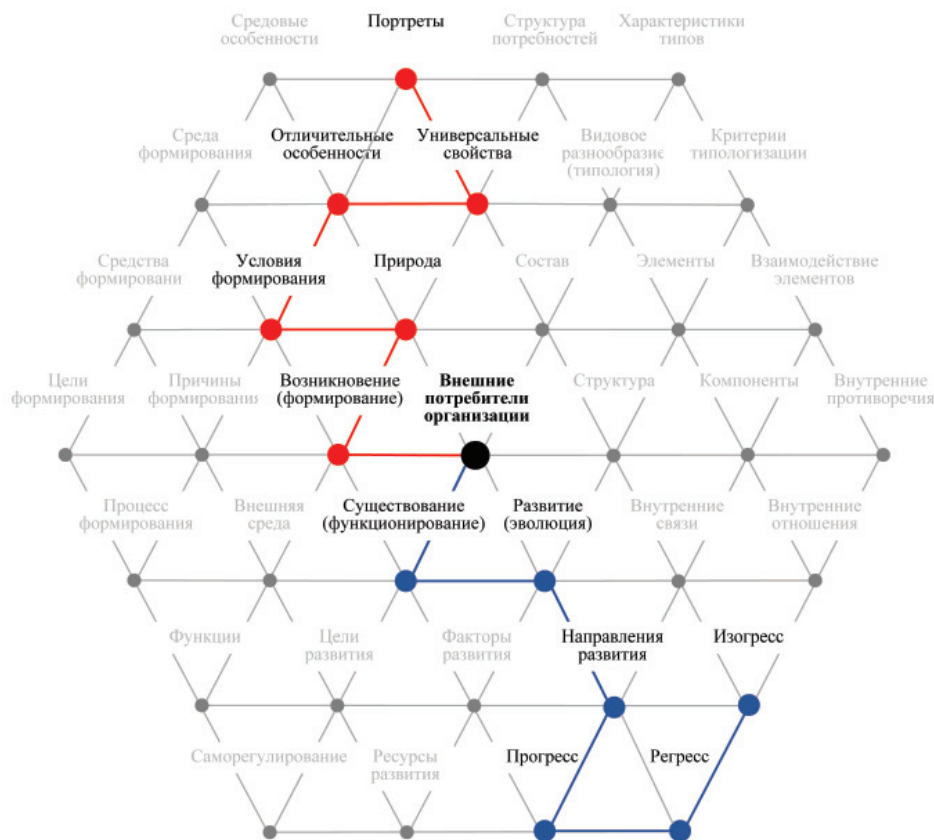 Средовые особенности
Портреты
Структура потребностей
Характеристики типов
Среда формирования
Отличительные особенности
Универсальные свойства
Видовое разнообразие (типология)
Критерии типологизации
Средства формировани
Условия формирования
Природа
Состав
Элементы
Взаимодействие элементов
Цели формирования
Причины формирования
Возникновение (формирование)
Внешние потребители организации
Структура
Компоненты
Внутренние противоречия
Процесс формирования
Внешняя среда
Существование (функционирование)
Развитие (эволюция)
Внутренние связи
Внутренние отношения
Функции
Цели развития
Факторы развития
Направления развития
Изогресс
Саморегулирование
Ресурсы развития
Прогресс
Регресс